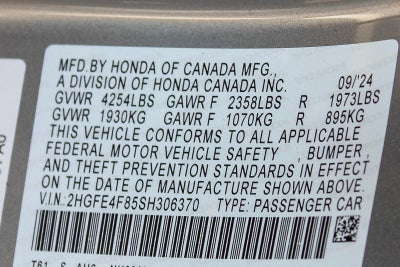 MFD.BY HONDA OF CANADA MFG.,
A DIVISION OF HONDA CANADA INC. 09/'24
GVWR 4254LBS GAWR F 2358LBS R 1973LBS
GVWR 1930KG GAWR F 1070KG R 895KG
THIS VEHICLE CONFORMS TO ALL APPLICABLE
FEDERAL MOTOR VEHICLE SAFETY , BUMPER,
AND THEFT PREVENTION STANDARDS IN EFFECT
ON THE DATE OF MANUFACTURE SHOWN ABOVE.
V.I.N: 2HGFE4F85SH306370 TYPE: PASSENGER CAR